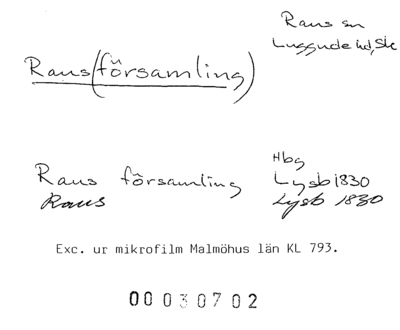 Raus sn
Luggude hd, Sk
Raus (församling)
Hbg
Raus församling Lysb 1830
Raus Lysb 1830
Exc. ur mikrofilm Malmöhus län KL 793.
00030702